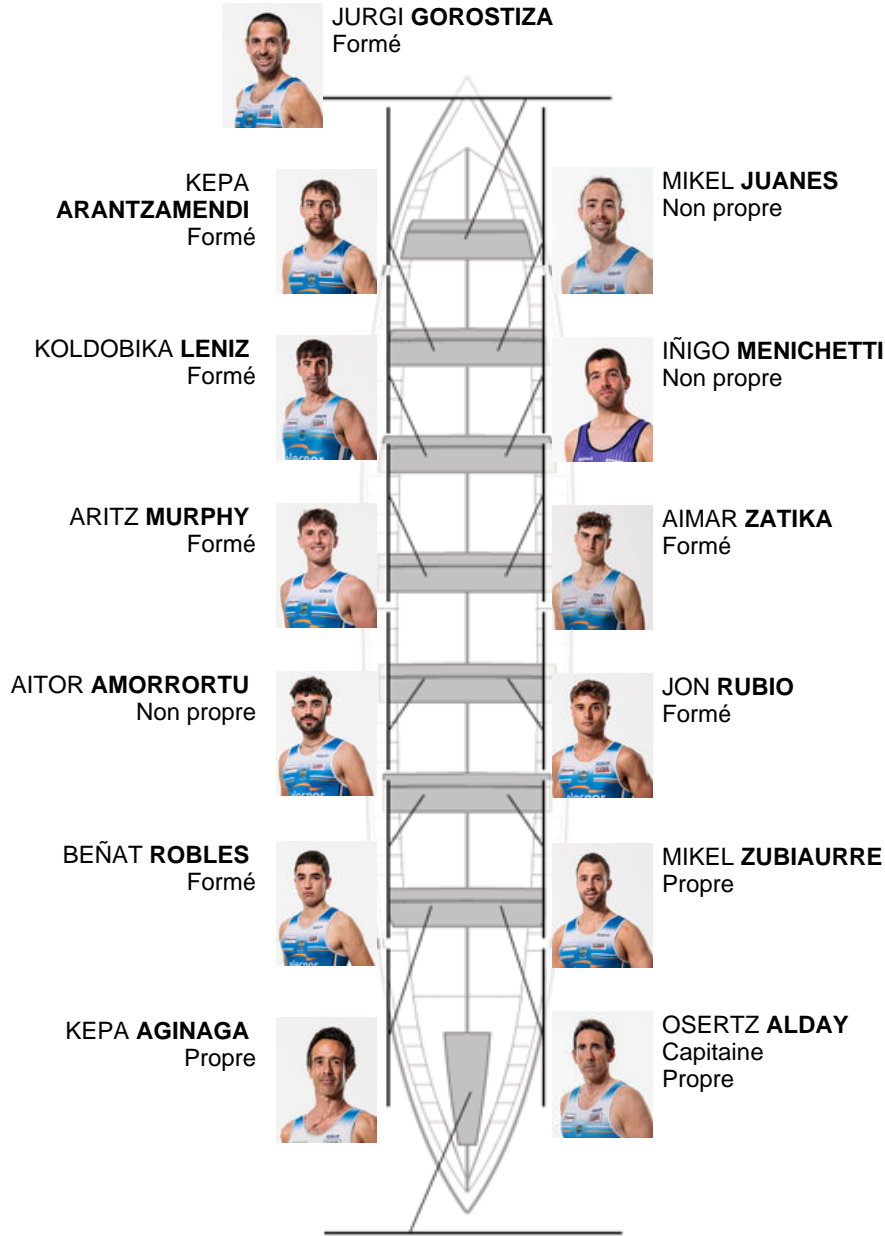 JURGI GOROSTIZA
Formé
KEPA
ARANTZAMENDI
Formé
MIKEL JUANES
Non propre
KOLDOBIKA LENIZ
Formé
IÑIGO MENICHETTI
Non propre
ARITZ MURPHY
Formé
AIMAR ZATIKA
Formé
AITOR AMORRORTU
Non propre
JON RUBIO
Formé
BEÑAT ROBLES
Formé
MIKEL ZUBIAURRE
Propre
KEPA AGINAGA
Propre
OSERTZ ALDAY
Capitaine
Propre